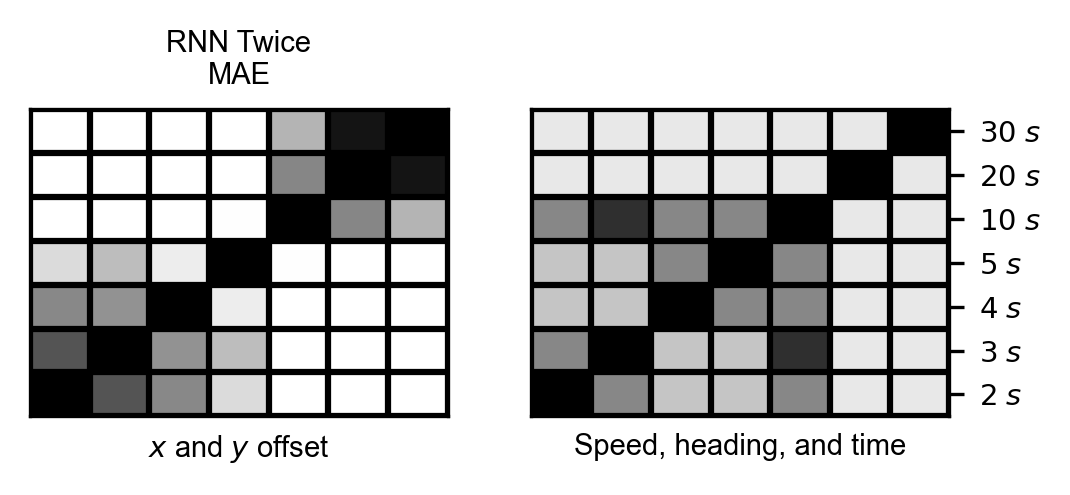 RNN Twice
MAE
30 s
20 s
10 s
5 s
4 s
3 s
2 s
x and y offset
Speed, heading, and time